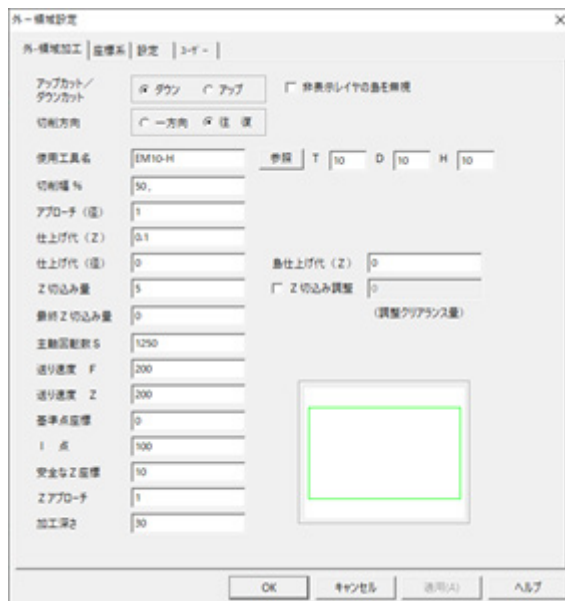 外－領域設定
外-領域加工 座標系 設定 ﾕｰｻﾞｰ
アップカット／
ダウンカット
ダウン アップ 非表示レイヤの島を無視
切削方向 一方向 往 復
使用工具名 EM10-H 参照 T 10 D 10 H 10
切削幅 % 50.
アプローチ（径） 1
仕上げ代（Z） 0.1
仕上げ代（径） 0 島仕上げ代（Z） 0
Z 切込み量 5 Z 切込み調整 0
最終 Z 切込み量 0 （調整クリアランス量）
主軸回転数 S 1250
送り速度 F 200
送り速度 Z 200
基準点座標 0
I 点 100
安全なZ座標 10
Z アプローチ 1
加工深さ 30
OK キャンセル 適用(A) ヘルプ